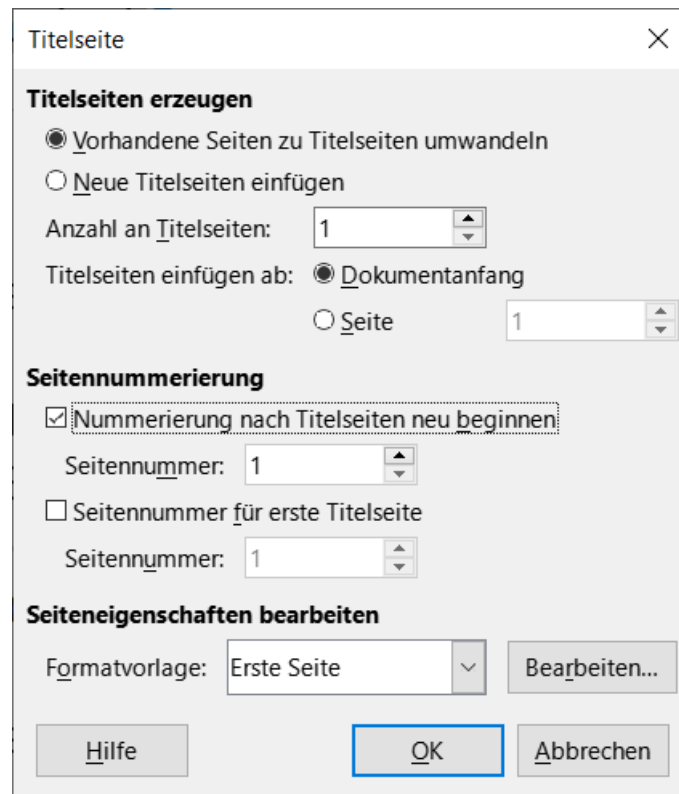 Titelseite
Titelseiten erzeugen
Vorhandene Seiten zu Titelseiten umwandeln
Neue Titelseiten einfügen
Anzahl an Titelseiten: 1
Titelseiten einfügen ab: Dokumentanfang
Seite 1
Seitennummerierung
Nummerierung nach Titelseiten neu beginnen
Seitennummer: 1
Seitennummer für erste Titelseite
Seitennummer: 1
Seiteneigenschaften bearbeiten
Formatvorlage: Erste Seite Bearbeiten...
Hilfe OK Abbrechen